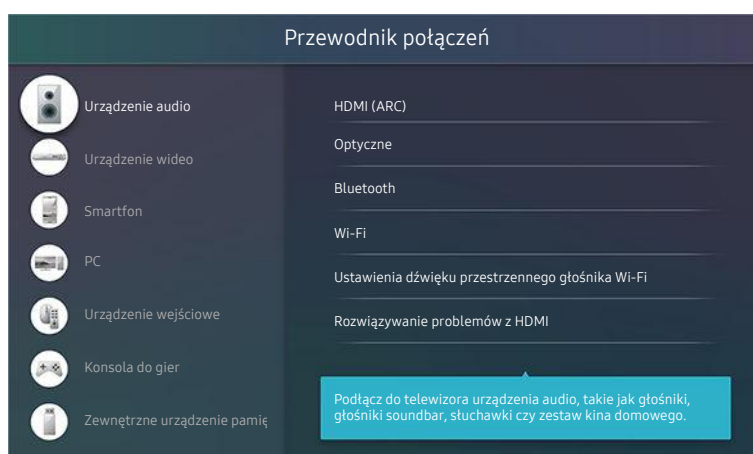 Przewodnik połączeń
Urządzenie audio
Urządzenie wideo
Smartfon
PC
Urządzenie wejściowe
Konsola do gier
Zewnętrzne urządzenie pamię
HDMI (ARC)
Optyczne
Bluetooth
Wi-Fi
Ustawienia dźwięku przestrzennego głośnika Wi-Fi
Rozwiązywanie problemów z HDMI
Podłącz do telewizora urządzenia audio, takie jak głośniki,
głośniki soundbar, słuchawki czy zestaw kina domowego.